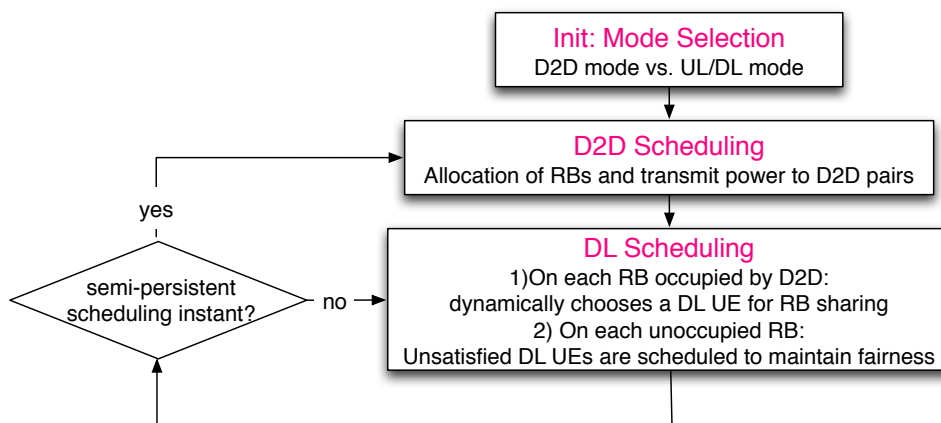 Init: Mode Selection
D2D mode vs. UL/DL mode
D2D Scheduling
Allocation of RBs and transmit power to D2D pairs
yes
DL Scheduling
1)On each RB occupied by D2D:
dynamically chooses a DL UE for RB sharing
2) On each unoccupied RB:
Unsatisfied DL UEs are scheduled to maintain fairness
semi-persistent
scheduling instant?
no